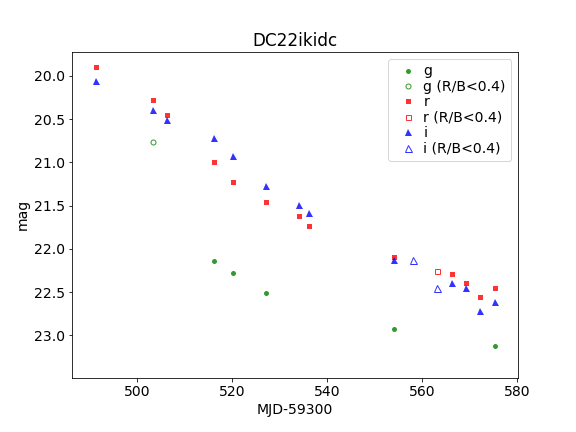 DC22ikidc
g
g (R/B<0.4)
r
r (R/B<0.4)
i
i (R/B<0.4)
mag
20.0
20.5
21.0
21.5
22.0
22.5
23.0
500
520
540
560
580
MJD-59300